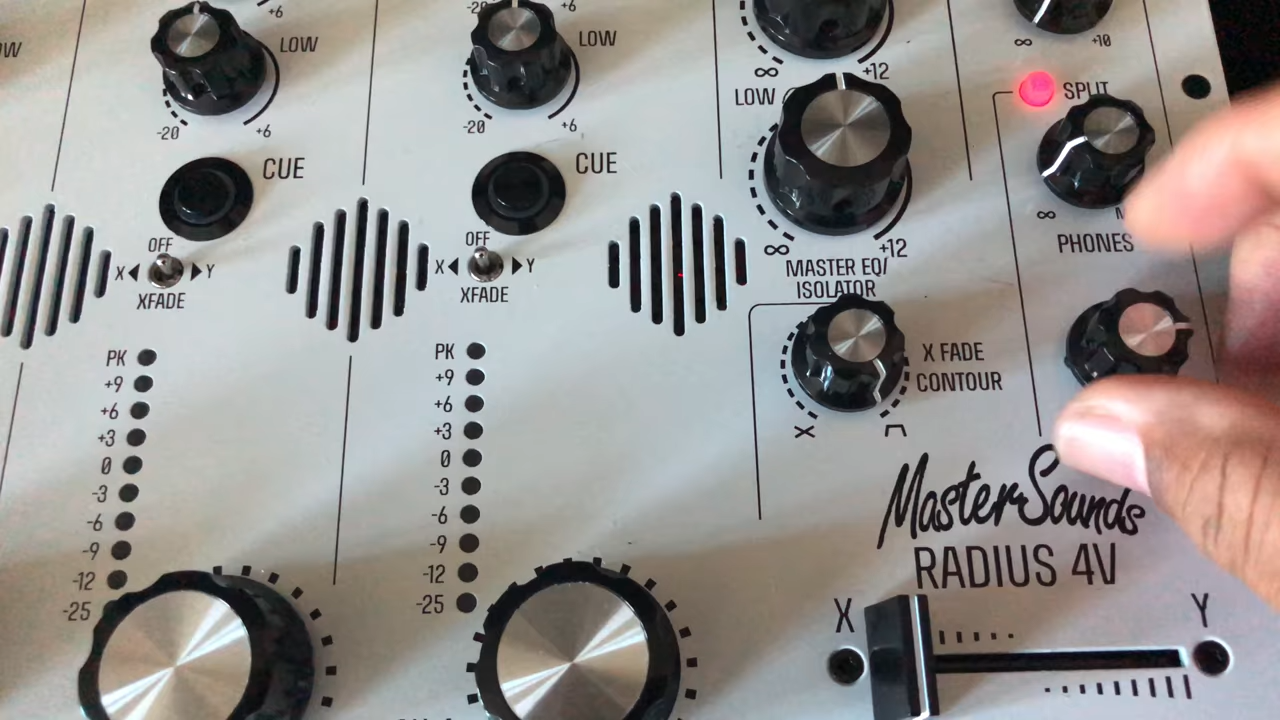 +6
-20
+6
+10
∞
LOW
LOW
+12
∞
SPLIT
LOW
-20
+6
-20
+6
CUE
CUE
∞
PHONES
∞
+12
OFF
X
Y
XFADE
OFF
X
Y
XFADE
MASTER EQ/
ISOLATOR
PK
+9
+6
+3
0
-3
-6
-9
-12
-25
PK
+9
+6
+3
0
-3
-6
-9
-12
-25
X FADE
CONTOUR
MasterSounds
RADIUS 4V
X
Y